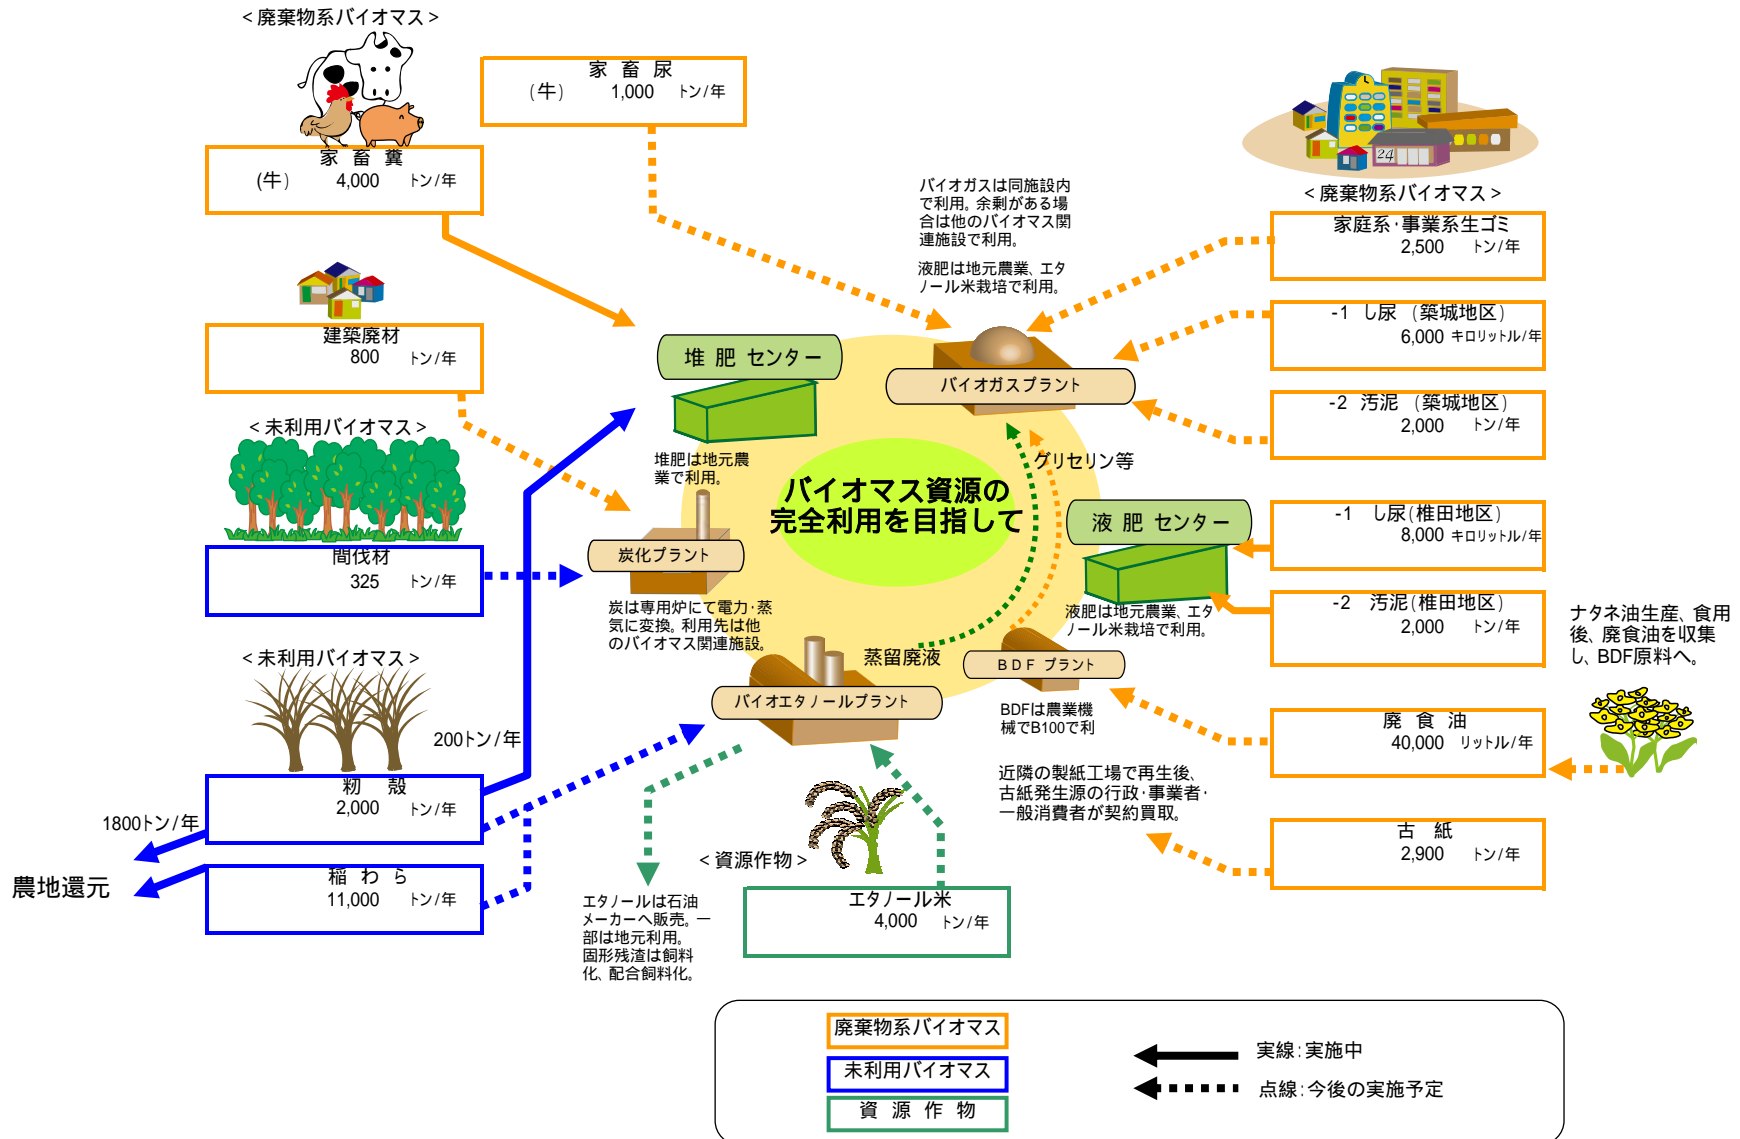 ＜廃棄物系バイオマス＞
家 畜 尿
(牛) 1,000 トン/年
家 畜 糞
(牛) 4,000 トン/年
建築廃材
800 トン/年
＜未利用バイオマス＞
間伐材
325 トン/年
＜未利用バイオマス＞
200トン/年
籾 殻
2,000 トン/年
1800トン/年
農地還元
稲 わ ら
11,000 トン/年
バイオガスは同施設内
で利用。余剰がある場
合は他のバイオマス関
連施設で利用。
液肥は地元農業、エタ
ノール米栽培で利用。
堆 肥 センター
堆肥は地元農
業で利用。
バイオガスプラント
グリセリン等
バイオマス資源の
完全利用を目指して
液 肥 センター
液肥は地元農業、エタ
ノール米栽培で利用。
炭化プラント
炭は専用炉にて電力・蒸
気に変換。利用先は他
のバイオマス関連施設。
蒸留廃液
バイオエタノールプラント
BDF プラント
BDFは農業機
械でB100で利
近隣の製紙工場で再生後、
古紙発生源の行政・事業者・
一般消費者が契約買取。
＜資源作物＞
エタノール米
4,000 トン/年
エタノールは石油
メーカーへ販売。一
部は地元利用。
固形残渣は飼料
化、配合飼料化。
24
＜廃棄物系バイオマス＞
家庭系・事業系生ゴミ
2,500 トン/年
-1 し尿 (築城地区)
6,000 キロリットル/年
-2 汚泥 (築城地区)
2,000 トン/年
-1 し尿(椎田地区)
8,000 キロリットル/年
-2 汚泥(椎田地区)
2,000 トン/年
ナタネ油生産、食用
後、廃食油を収集
し、BDF原料へ。
廃 食 油
40,000 リットル/年
古 紙
2,900 トン/年
廃棄物系バイオマス
未利用バイオマス
資 源 作 物
実線：実施中
点線：今後の実施予定